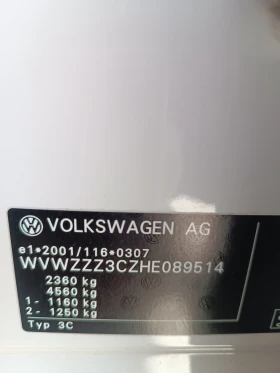 VOLKSWAGEN AG
e1*2001/116*0307
WVWZZZ3CZHE089514
2360 kg
4560 kg
1- 1160 kg
2- 1250 kg
Typ 3C